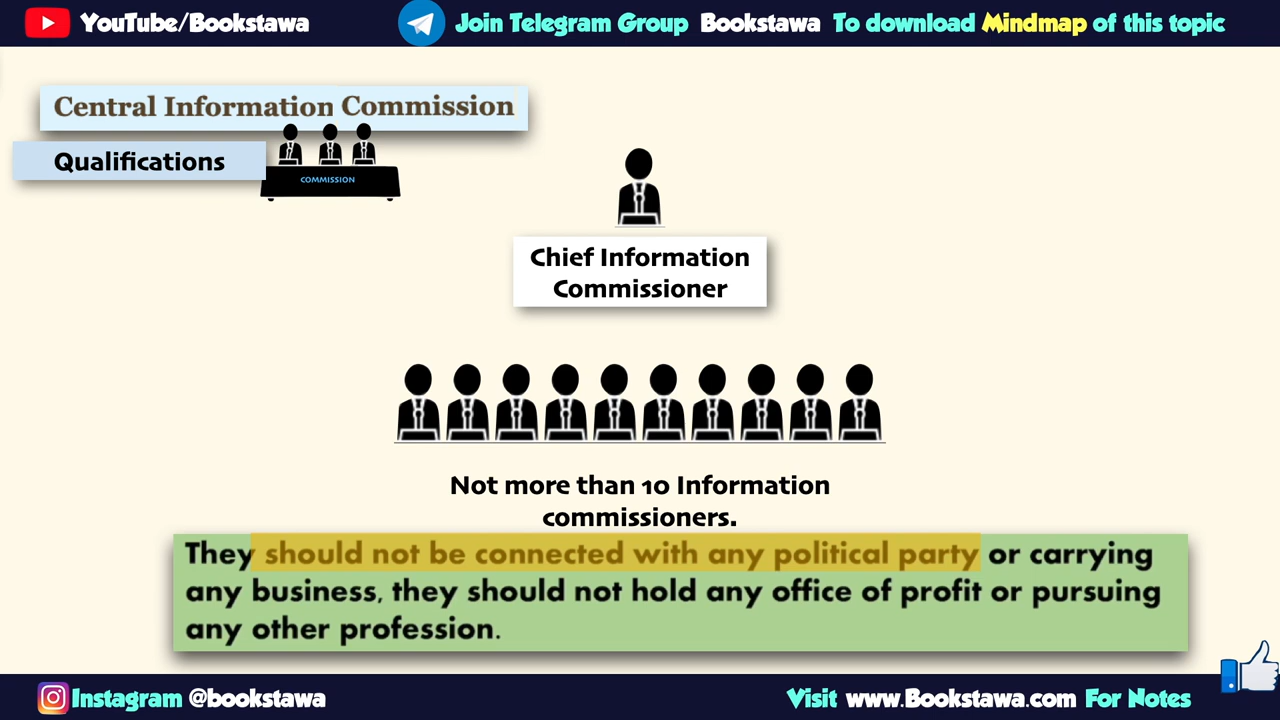 YouTube/Bookstawa
Join Telegram Group Bookstawa To download Mindmap of this topic
Central Information Commission
Qualifications
COMMISSION
Chief Information
Commissioner
Not more than 10 Information
commissioners.
They should not be connected with any political party or carrying
any business, they should not hold any office of profit or pursuing
any other profession.
Instagram @bookstawa
Visit www.Bookstawa.com For Notes